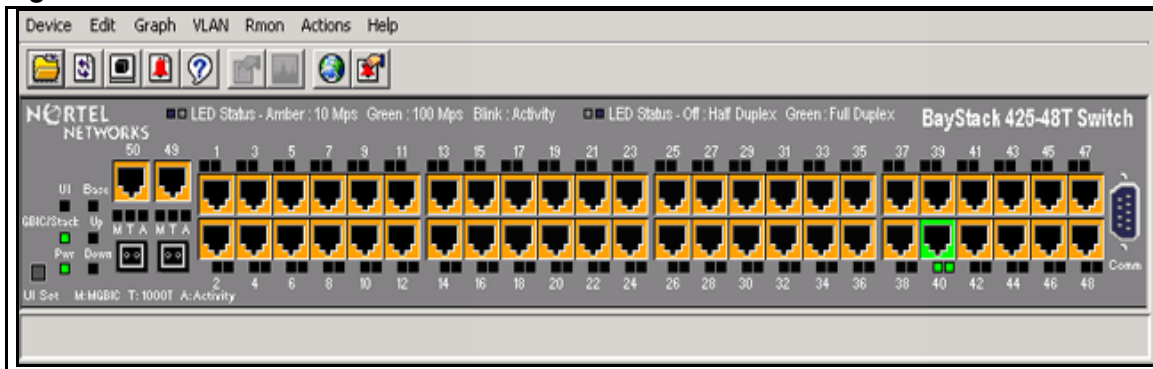 Device Edit Graph VLAN Rmon Actions Help
NORTEL
NETWORKS
LED Status - Amber : 10 Mps Green : 100 Mps Blink : Activity
LED Status - Off : Half Duplex Green : Full Duplex
BayStack 425-48T Switch
50 49 1 3 5 7 9 11 13 15 17 19 21 23 25 27 29 31 33 35 37 39 41 43 45 47
UI Base
GBIC/Stack Up
M T A M T A
Pwr Down
Comm
2 4 6 8 10 12 14 16 18 20 22 24 26 28 30 32 34 36 38 40 42 44 46 48
UI Set M:MGBIC T:1000T A:Activity